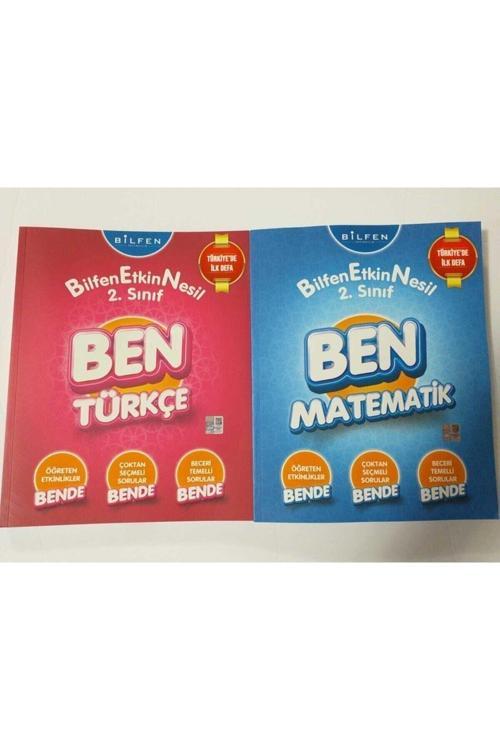 BİLFEN
TÜRKİYE'DE
İLK DEFA
BilfenEtkinNesil
2. Sınıf
BEN
TÜRKÇE
ÖĞRETEN
ETKİNLİKLER
BENDE
ÇOKTAN
SEÇMELİ
SORULAR
BENDE
BECERİ
TEMELLİ
SORULAR
BENDE
BİLFEN
TÜRKİYE'DE
İLK DEFA
BilfenEtkinNesil
2. Sınıf
BEN
MATEMATİK
ÖĞRETEN
ETKİNLİKLER
BENDE
ÇOKTAN
SEÇMELİ
SORULAR
BENDE
BECERİ
TEMELLİ
SORULAR
BENDE